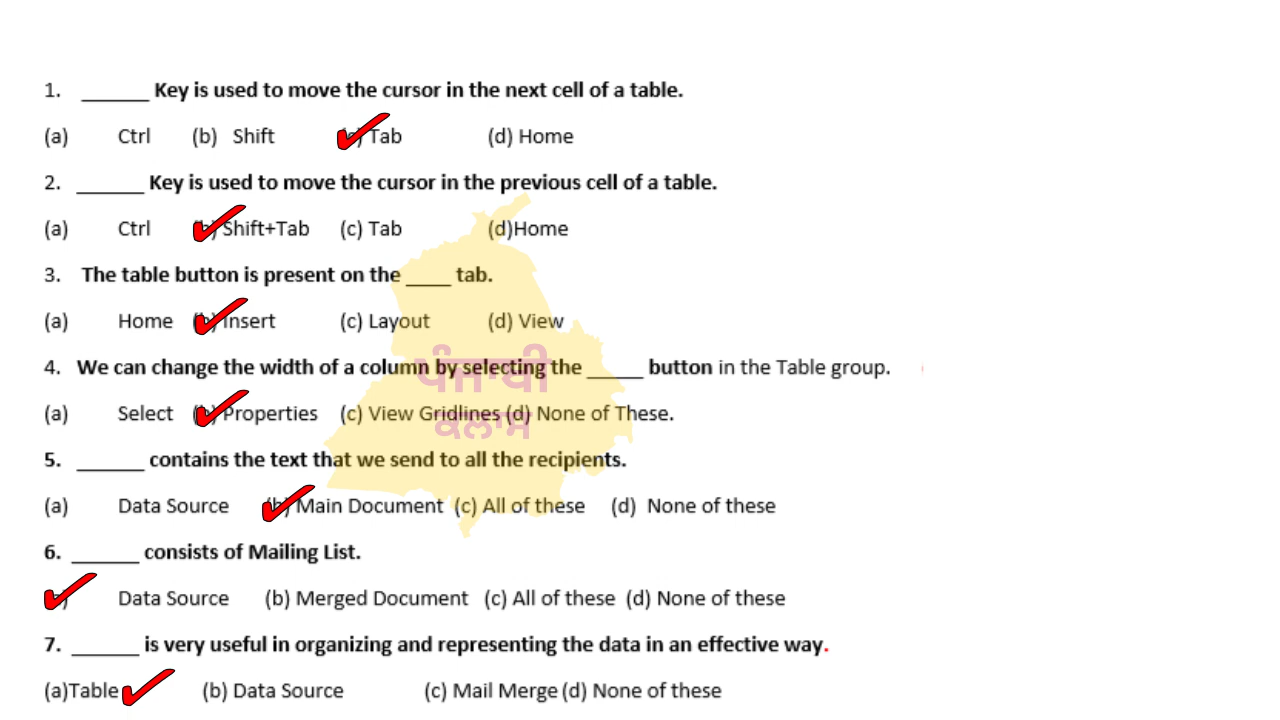 1. ______ Key is used to move the cursor in the next cell of a table.
(a) Ctrl (b) Shift (c) Tab (d) Home
2. ______ Key is used to move the cursor in the previous cell of a table.
(a) Ctrl (b) Shift+Tab (c) Tab (d)Home
3. The table button is present on the ____ tab.
(a) Home (b) Insert (c) Layout (d) View
4. We can change the width of a column by selecting the _____ button in the Table group.
(a) Select (b) Properties (c) View Gridlines (d) None of These.
ਪੰਜਾਬੀ
ਕਲਾਸ
5. ______ contains the text that we send to all the recipients.
(a) Data Source (b) Main Document (c) All of these (d) None of these
6. ______ consists of Mailing List.
(a) Data Source (b) Merged Document (c) All of these (d) None of these
7. ______ is very useful in organizing and representing the data in an effective way.
(a)Table (b) Data Source (c) Mail Merge (d) None of these